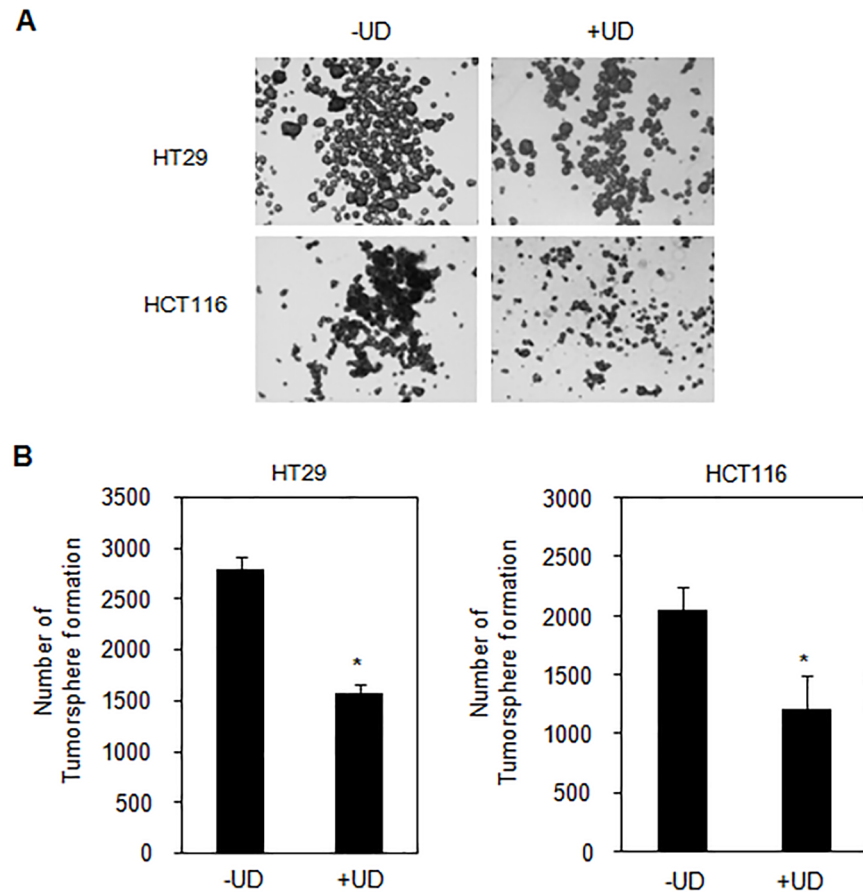 A
-UD +UD
HT29
HCT116
B
HT29
Number of
Tumorsphere formation
3500
3000
2500
2000
1500
1000
500
0
*
-UD +UD
HCT116
Number of
Tumorsphere formation
3000
2500
2000
1500
1000
500
0
*
-UD +UD